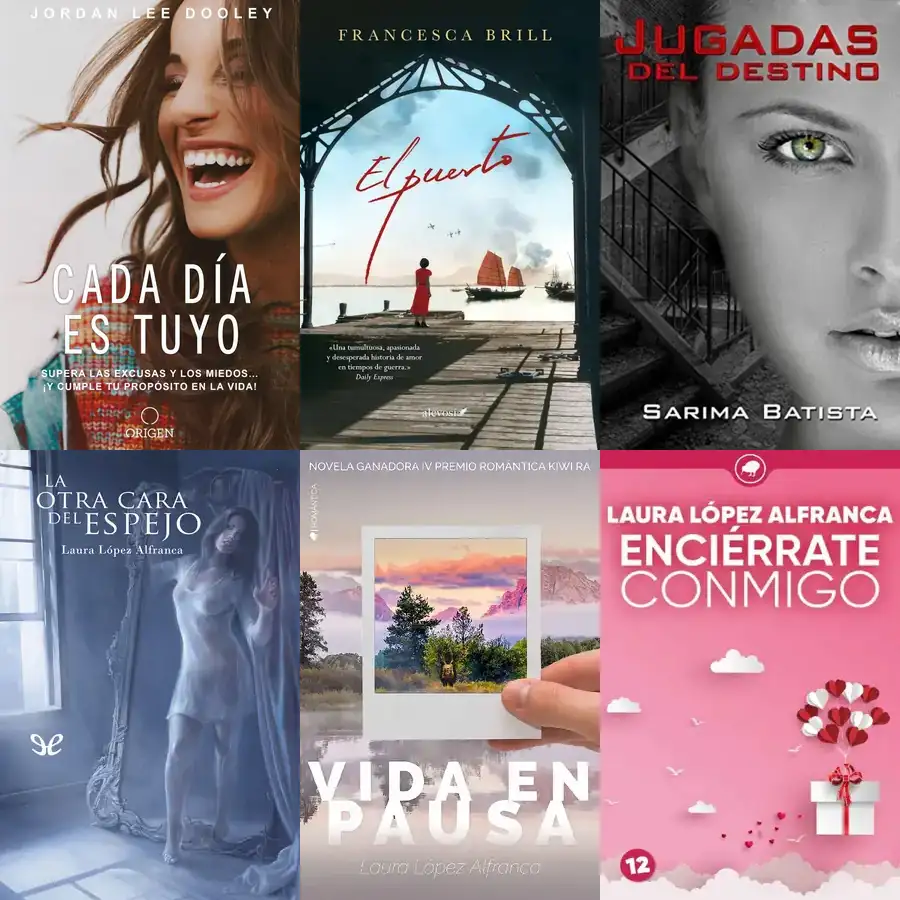 JORDAN LEE DOOLEY
CADA DÍA
ES TUYO
SUPERA LAS EXCUSAS Y LOS MIEDOS...
¡Y CUMPLE TU PROPÓSITO EN LA VIDA!
ORIGEN
FRANCESCA BRILL
El puerto
«Una tumultuosa, apasionada
y desesperada historia de amor
en tiempos de guerra.»
Daily Express
alevosía
JUGADAS
DEL DESTINO
SARIMA BATISTA
LA
OTRA CARA
DEL ESPEJO
Laura López Alfranca
NOVELA GANADORA IV PREMIO ROMÁNTICA KIWI RA
ROMÁNTICA
VIDA EN
PAUSA
Laura López Alfranca
LAURA LÓPEZ ALFRANCA
ENCIÉRRATE
CONMIGO
12